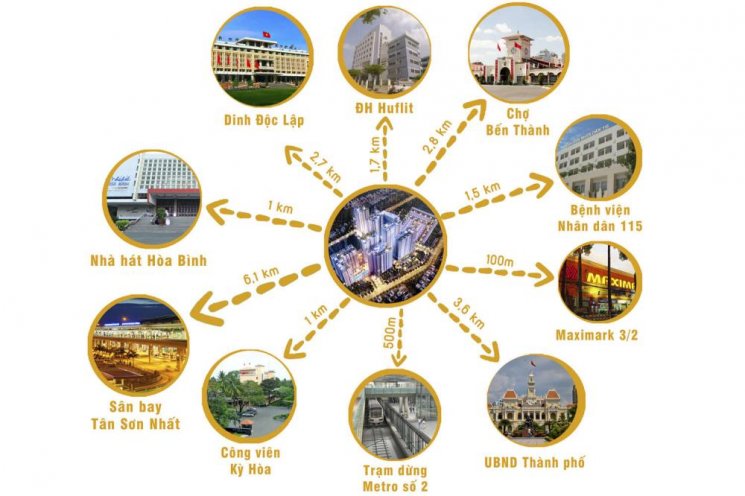 Dinh Độc Lập
ĐH Huflit
Chợ
Bến Thành
2,7 km
1,7 km
2,8 km
1,5 km
Bệnh viện
Nhân dân 115
1 km
Nhà hát Hòa Bình
100m
MAXIMA
Maximark 3/2
6,1 km
1 km
500m
3,6 km
Sân bay
Tân Sơn Nhất
Công viên
Kỳ Hòa
Trạm dừng
Metro số 2
UBND Thành phố